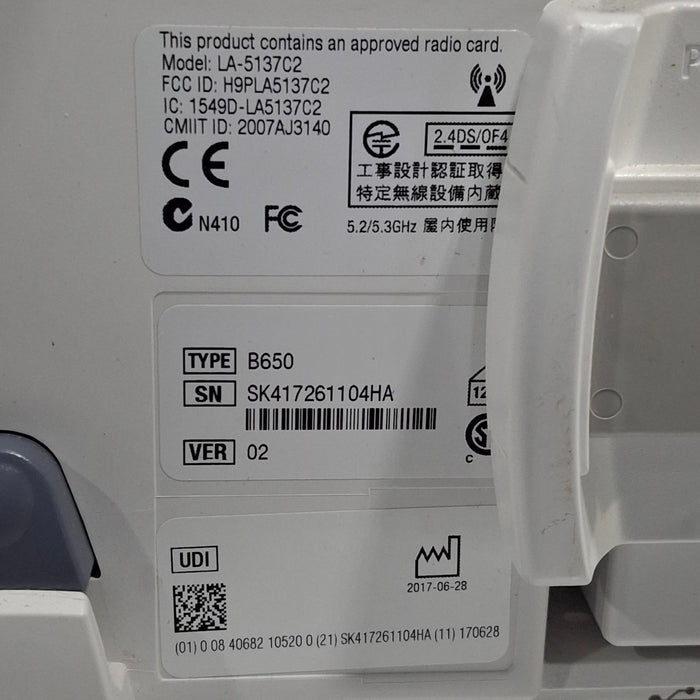 This product contains an approved radio card.
Model: LA-5137C2
FCC ID: H9PLA5137C2
IC: 1549D-LA5137C2
CMIIT ID: 2007AJ3140
CE
2.4DS/OF4
工事設計認証取得
特定無線設備内蔵
N410 FC
5.2/5.3GHz 屋内使用
TYPE B650
SN SK417261104HA
12
VER 02
C
UDI
2017-06-28
(01) 0 08 40682 10520 0 (21) SK417261104HA (11) 170628
P